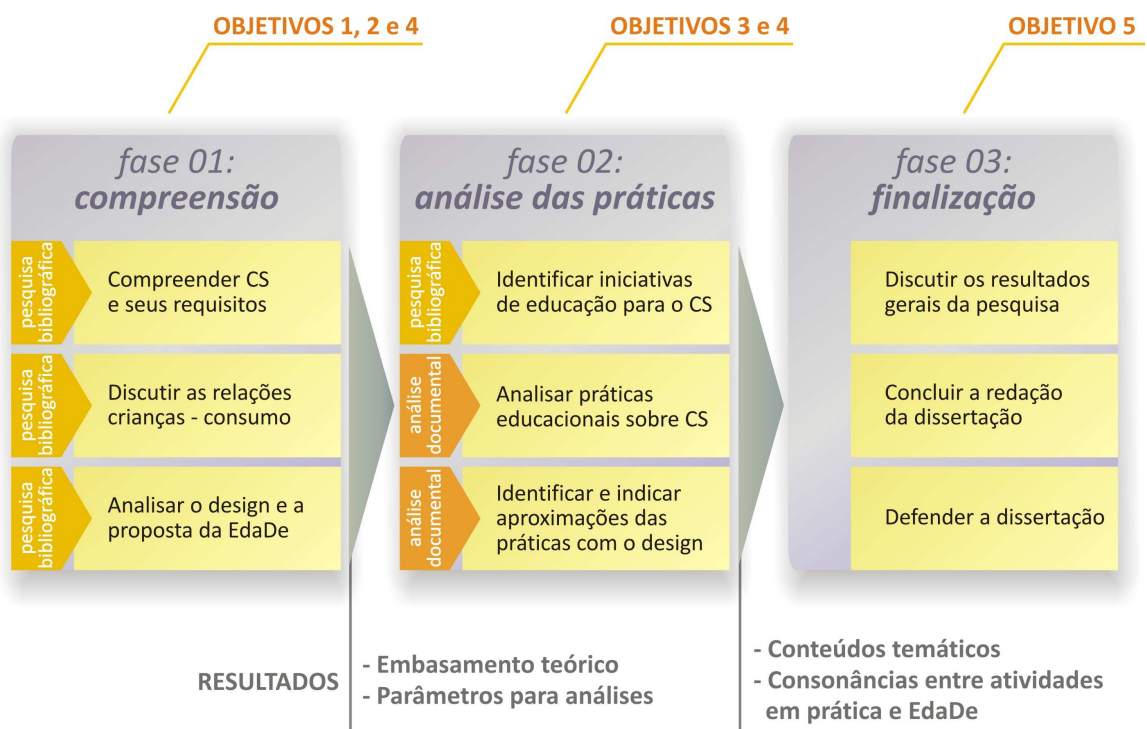 OBJETIVOS 1, 2 e 4
OBJETIVOS 3 e 4
OBJETIVO 5
fase 01:
compreensão
pesquisa
bibliográfica
Compreender CS
e seus requisitos
pesquisa
bibliográfica
Discutir as relações
crianças - consumo
pesquisa
bibliográfica
Analisar o design e a
proposta da EdaDe
fase 02:
análise das práticas
pesquisa
bibliográfica
Identificar iniciativas
de educação para o CS
análise
documental
Analisar práticas
educacionais sobre CS
análise
documental
Identificar e indicar
aproximações das
práticas com o design
fase 03:
finalização
Discutir os resultados
gerais da pesquisa
Concluir a redação
da dissertação
Defender a dissertação
RESULTADOS
- Embasamento teórico
- Parâmetros para análises
- Conteúdos temáticos
- Consonâncias entre atividades
em prática e EdaDe